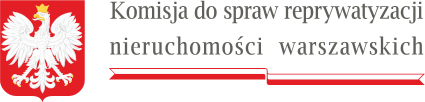 Komisja do spraw reprywatyzacji
nieruchomości warszawskich